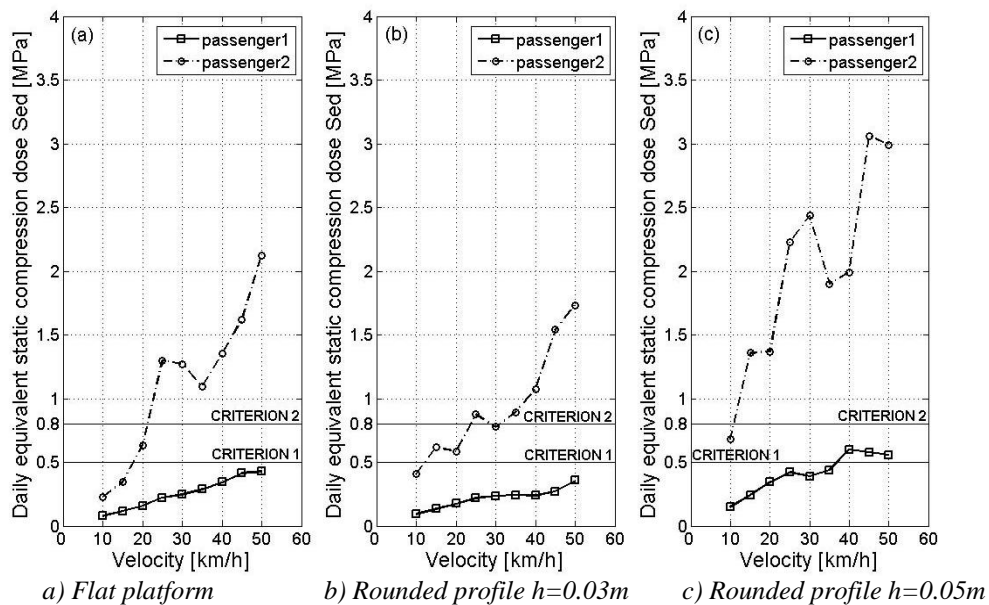 Daily equivalent static compression dose Sed [MPa]
(a)
passenger1
passenger2
4
3.5
3
2.5
2
1.5
1
0.8
0.5
0
CRITERION 2
CRITERION 1
0 10 20 30 40 50 60
Velocity [km/h]
a) Flat platform
Daily equivalent static compression dose Sed [MPa]
(b)
passenger1
passenger2
4
3.5
3
2.5
2
1.5
1
0.8
0.5
0
CRITERION 2
CRITERION 1
0 10 20 30 40 50 60
Velocity [km/h]
b) Rounded profile h=0.03m
Daily equivalent static compression dose Sed [MPa]
(c)
passenger1
passenger2
4
3.5
3
2.5
2
1.5
1
0.8
0.5
0
CRITERION 2
CRITERION 1
0 10 20 30 40 50 60
Velocity [km/h]
c) Rounded profile h=0.05m